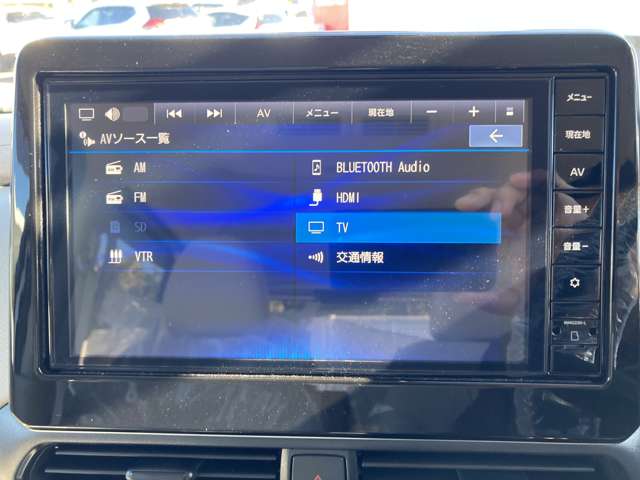 AV メニュー 現在地 − +
AVソース一覧
AM
FM
SD
VTR
BLUETOOTH Audio
HDMI
TV
交通情報
メニュー
現在地
AV
音量+
音量−